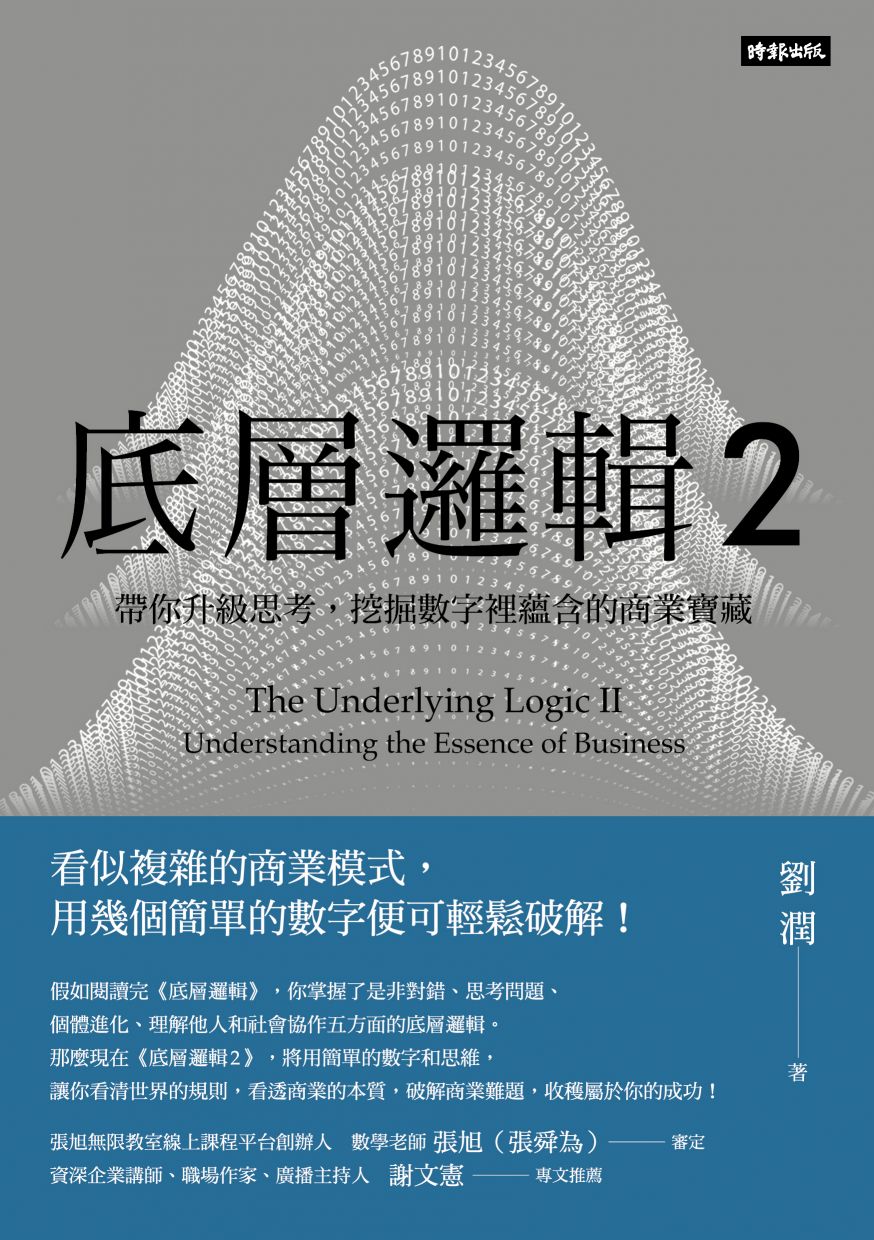 時報出版
底層邏輯2
帶你升級思考，挖掘數字裡蘊含的商業寶藏
The Underlying Logic II
Understanding the Essence of Business
看似複雜的商業模式，
用幾個簡單的數字便可輕鬆破解！
劉潤
著
假如閱讀完《底層邏輯》，你掌握了是非對錯、思考問題、
個體進化、理解他人和社會協作五方面的底層邏輯。
那麼現在《底層邏輯2》，將用簡單的數字和思維，
讓你看清世界的規則，看透商業的本質，破解商業難題，收穫屬於你的成功！
張旭無限教室線上課程平台創辦人　數學老師 張旭（張舜為）——審定
資深企業講師、職場作家、廣播主持人　謝文憲——專文推薦